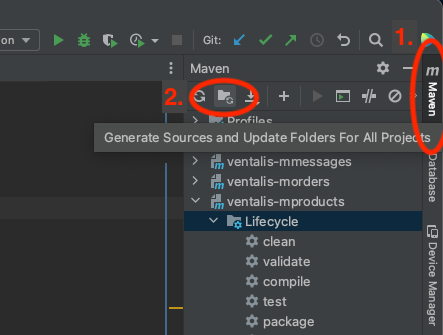 on
Git:
1.
Maven
2.
Profiles
Generate Sources and Update Folders For All Projects
ventalis-mmessages
ventalis-morders
ventalis-mproducts
Lifecycle
clean
validate
compile
test
package
m
Maven
Database
Device Manager